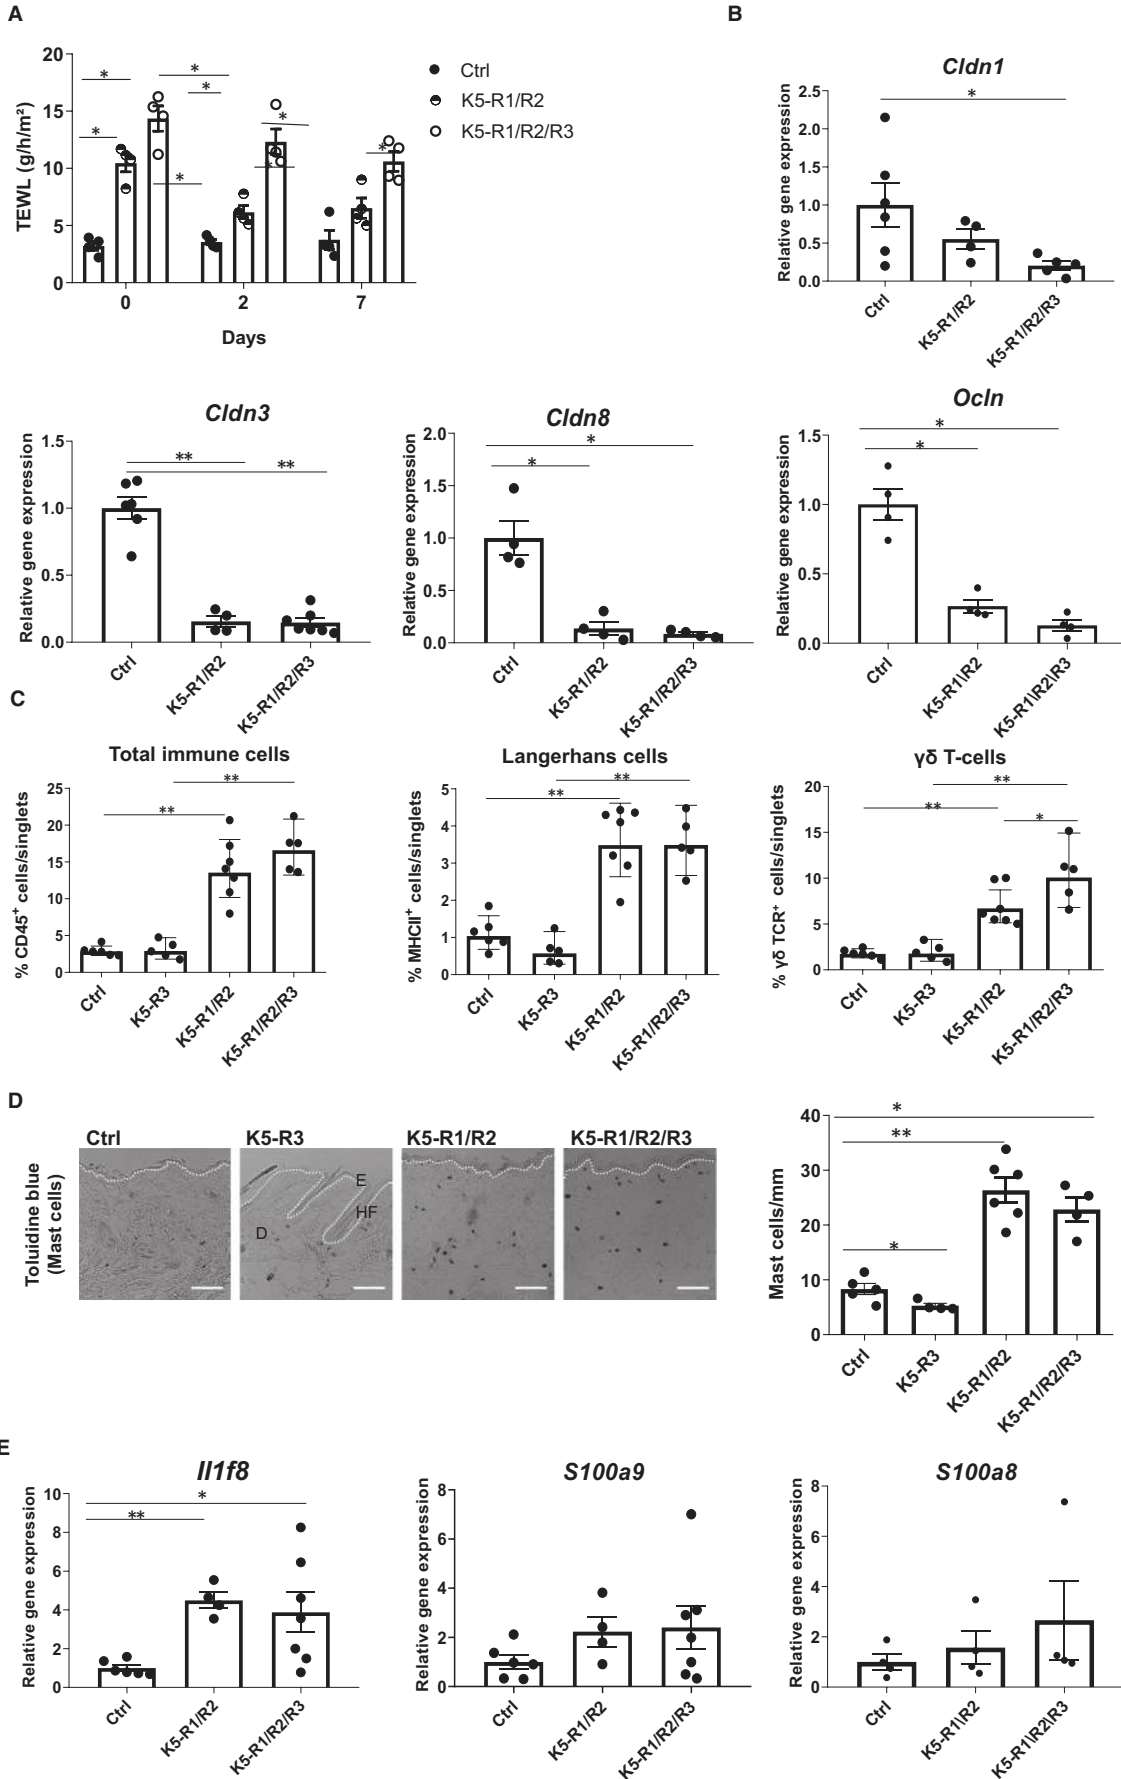 A
B
20
15
10
5
0
TEWL (g/h/m²)
* * * * * * * *
0 2 7
Days
Ctrl
K5-R1/R2
K5-R1/R2/R3
Cldn1
Relative gene expression
2.5
2.0
1.5
1.0
0.5
0.0
*
Ctrl
K5-R1/R2
K5-R1/R2/R3
Cldn3
Relative gene expression
1.5
1.0
0.5
0.0
**
**
Ctrl
K5-R1/R2
K5-R1/R2/R3
Cldn8
Relative gene expression
2.0
1.5
1.0
0.5
0.0
*
*
Ctrl
K5-R1/R2
K5-R1/R2/R3
Ocln
Relative gene expression
1.5
1.0
0.5
0.0
*
*
Ctrl
K5-R1\R2
K5-R1\R2\R3
C
Total immune cells
% CD45⁺ cells/singlets
25
20
15
10
5
0
**
**
Ctrl
K5-R3
K5-R1/R2
K5-R1/R2/R3
Langerhans cells
% MHCII⁺ cells/singlets
5
4
3
2
1
0
**
**
Ctrl
K5-R3
K5-R1/R2
K5-R1/R2/R3
γδ T-cells
% γδ TCR⁺ cells/singlets
20
15
10
5
0
**
**
*
Ctrl
K5-R3
K5-R1/R2
K5-R1/R2/R3
D
Toluidine blue
(Mast cells)
Ctrl
K5-R3
K5-R1/R2
K5-R1/R2/R3
E
HF
D
Mast cells/mm
40
30
20
10
0
*
**
*
Ctrl
K5-R3
K5-R1/R2
K5-R1/R2/R3
E
Il1f8
Relative gene expression
10
8
6
4
2
0
*
**
Ctrl
K5-R1/R2
K5-R1/R2/R3
S100a9
Relative gene expression
8
6
4
2
0
Ctrl
K5-R1/R2
K5-R1/R2/R3
S100a8
Relative gene expression
8
6
4
2
0
Ctrl
K5-R1\R2
K5-R1\R2\R3